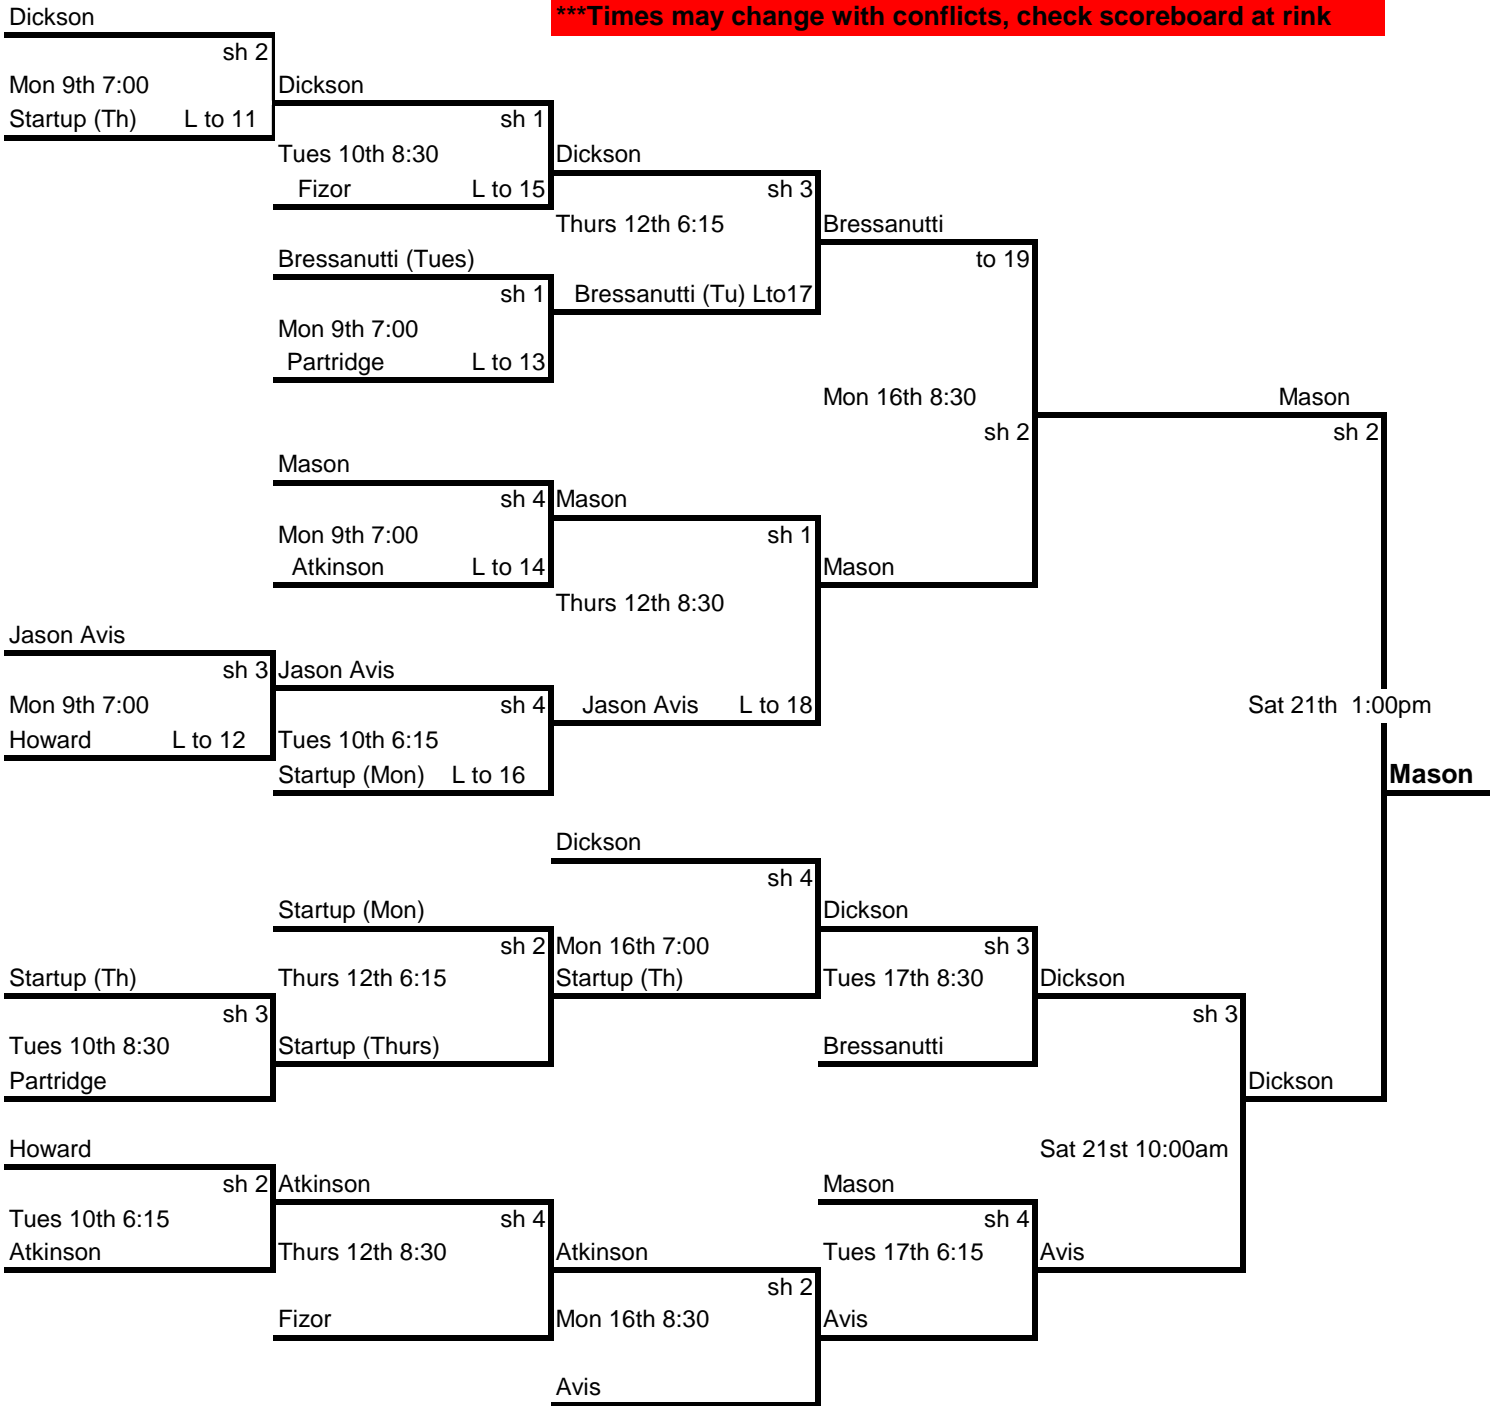 Dickson
***Times may change with conflicts, check scoreboard at rink
sh 2
Mon 9th 7:00
Dickson
Startup (Th) L to 11
sh 1
Tues 10th 8:30
Dickson
Fizor L to 15
sh 3
Thurs 12th 6:15
Bressanutti
Bressanutti (Tues)
to 19
sh 1
Bressanutti (Tu) Lto17
Mon 9th 7:00
Partridge L to 13
Mon 16th 8:30
Mason
sh 2
sh 2
Mason
sh 4
Mason
Mon 9th 7:00
sh 1
Atkinson L to 14
Mason
Thurs 12th 8:30
Jason Avis
sh 3
Jason Avis
Mon 9th 7:00
sh 4
Jason Avis L to 18
Sat 21th 1:00pm
Howard L to 12
Tues 10th 6:15
Startup (Mon) L to 16
Mason
Dickson
sh 4
Startup (Mon)
Dickson
sh 2
Mon 16th 7:00
sh 3
Startup (Th)
Thurs 12th 6:15
Startup (Th)
Tues 17th 8:30
Dickson
sh 3
sh 3
Tues 10th 8:30
Startup (Thurs)
Bressanutti
Partridge
Dickson
Howard
Sat 21st 10:00am
sh 2
Atkinson
Mason
Tues 10th 6:15
sh 4
sh 4
Atkinson
Thurs 12th 8:30
Atkinson
Tues 17th 6:15
Avis
sh 2
Fizor
Mon 16th 8:30
Avis
Avis